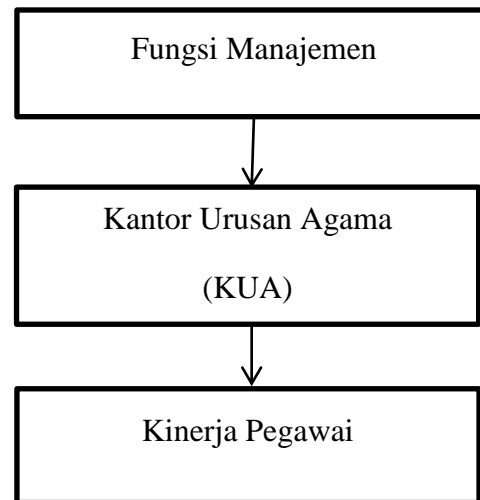 Fungsi Manajemen
Kantor Urusan Agama
(KUA)
Kinerja Pegawai